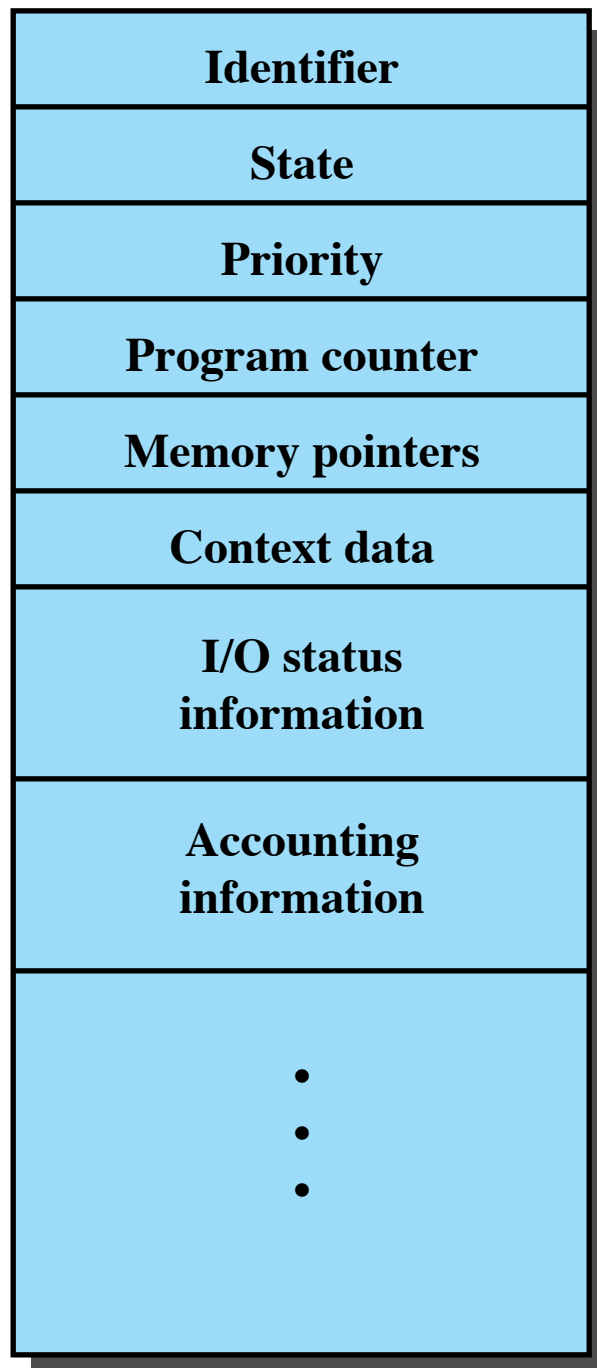 Identifier
State
Priority
Program counter
Memory pointers
Context data
I/O status
information
Accounting
information
•
•
•